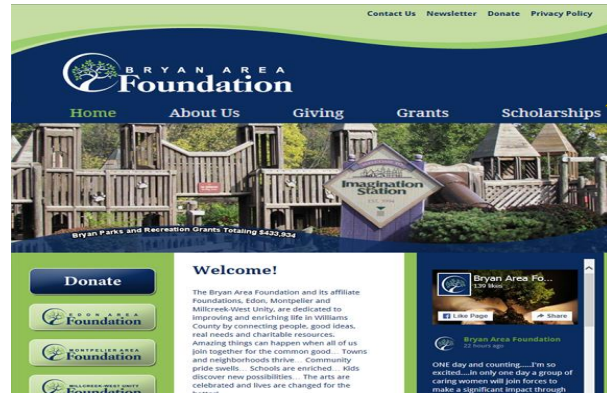 Contact Us Newsletter Donate Privacy Policy
BRYAN AREA
Foundation
Home About Us Giving Grants Scholarships
Imagination
Station
Bryan Parks and Recreation Grants Totaling $433,934
Donate
EDON AREA
Foundation
MONTPELIER AREA
Foundation
MILLCREEK-WEST UNITY
Foundation
Welcome!
The Bryan Area Foundation and its affiliate
Foundations, Edon, Montpelier and
Millcreek-West Unity, are dedicated to
improving and enriching life in Williams
County by connecting people, good ideas,
real needs and charitable resources.
Amazing things can happen when all of us
join together for the common good... Towns
and neighborhods thrive... Community
pride swells... Schools are enriched... Kids
discover new possibilities... The arts are
celebrated and lives are changed for the
Bryan Area Fo...
139 likes
Like Page Share
Bryan Area Foundation
22 hours ago
ONE day and counting.....I'm so
excited....in only one day a group of
caring women will join forces to
make a significant impact through